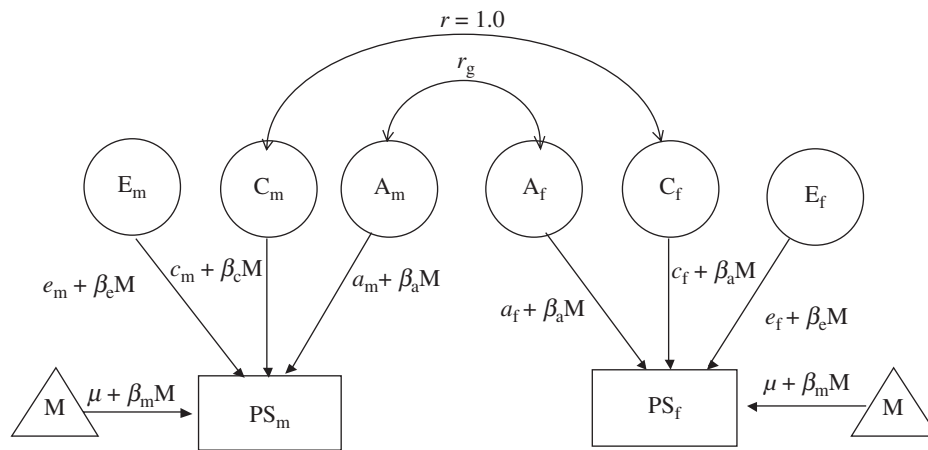 r = 1.0
r_g
E_m C_m A_m A_f C_f E_f
e_m + β_eM c_m + β_cM a_m + β_aM a_f + β_aM c_f + β_aM e_f + β_eM
M μ + β_mM PS_m PS_f μ + β_mM M